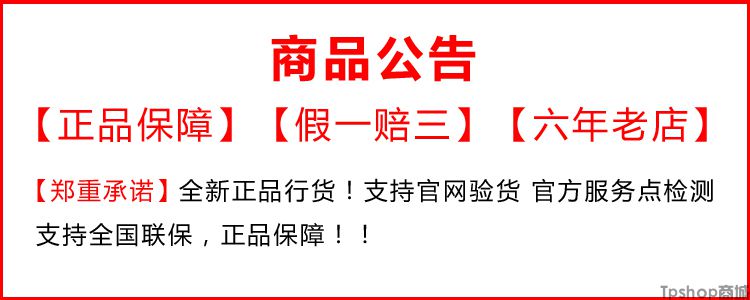 商品公告
【正品保障】【假一赔三】【六年老店】
【郑重承诺】全新正品行货！支持官网验货 官方服务点检测
支持全国联保，正品保障！！
Tpshop商城